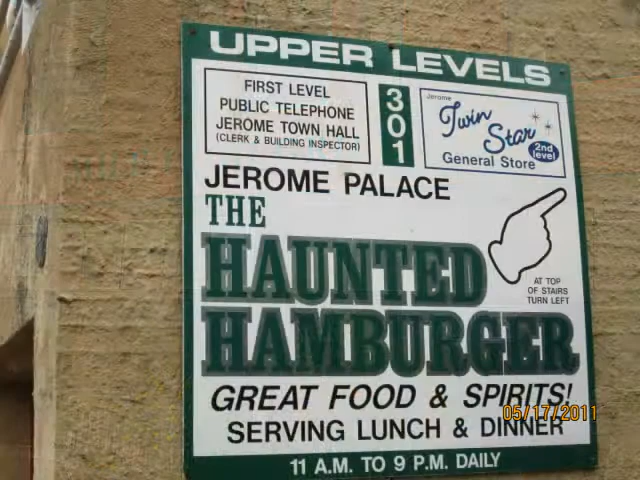 UPPER LEVELS
FIRST LEVEL
PUBLIC TELEPHONE
JEROME TOWN HALL
(CLERK & BUILDING INSPECTOR)
301
Jerome
Twin
Star
2nd
level
General Store
JEROME PALACE
THE
HAUNTED
HAMBURGER
AT TOP
OF STAIRS
TURN LEFT
GREAT FOOD & SPIRITS!
SERVING LUNCH & DINNER
11 A.M. TO 9 P.M. DAILY
05/17/2011